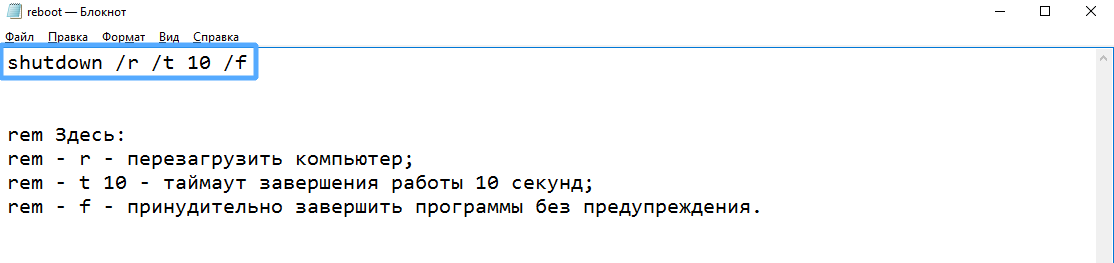 reboot — Блокнот
Файл Правка Формат Вид Справка
shutdown /r /t 10 /f
rem Здесь:
rem - r - перезагрузить компьютер;
rem - t 10 - таймаут завершения работы 10 секунд;
rem - f - принудительно завершить программы без предупреждения.